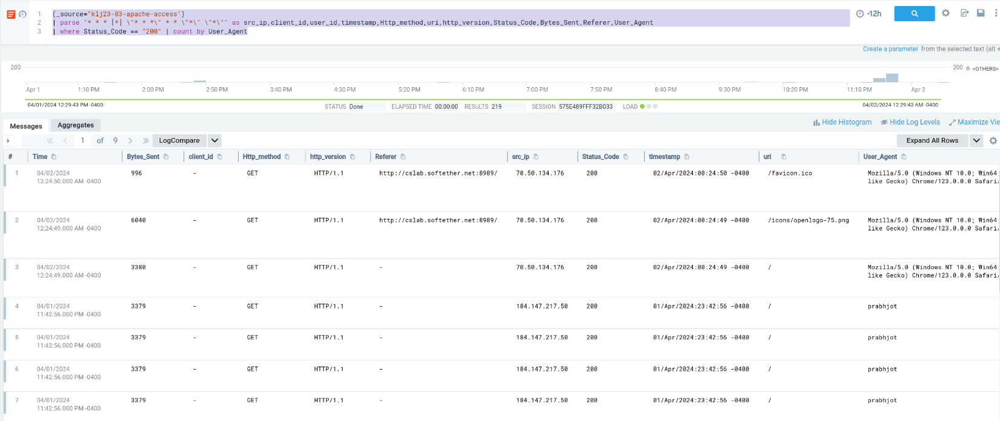 1 (_source="klj23-03-apache-access")
2 | parse "* * * [*] \"* * *\" * * \"*\" \"*\"" as src_ip,client_id,user_id,timestamp,Http_method,uri,http_version,Status_Code,Bytes_Sent,Referer,User_Agent
3 | where Status_Code == "200" | count by User_Agent
-12h
Create a parameter from the selected text (alt +
200
200 <OTHERS>
Apr 1 1:10 PM 2:00 PM 2:50 PM 3:40 PM 4:30 PM 5:20 PM 6:10 PM 7:00 PM 7:50 PM 8:40 PM 9:30 PM 10:20 PM 11:10 PM Apr 2
04/01/2024 12:29:43 PM -0400 STATUS Done ELAPSED TIME 00:00:00 RESULTS 219 SESSION 575E489FFF32B033 LOAD 04/02/2024 12:29:43 AM -0400
Messages Aggregates Hide Histogram Hide Log Levels Maximize Vie
1 of 9 LogCompare Expand All Rows
# Time Bytes_Sent client_id Http_method http_version Referer src_ip Status_Code timestamp uri User_Agent
1 04/02/2024 996 - GET HTTP/1.1 http://cslab.softether.net:8989/ 70.50.134.176 200 02/Apr/2024:00:24:50 -0400 /favicon.ico Mozilla/5.0 (Windows NT 10.0; Win64;
12:24:50.000 AM -0400 like Gecko) Chrome/123.0.0.0 Safari/
2 04/02/2024 6040 - GET HTTP/1.1 http://cslab.softether.net:8989/ 70.50.134.176 200 02/Apr/2024:00:24:49 -0400 /icons/openlogo-75.png Mozilla/5.0 (Windows NT 10.0; Win64;
12:24:49.000 AM -0400 like Gecko) Chrome/123.0.0.0 Safari/
3 04/02/2024 3380 - GET HTTP/1.1 - 70.50.134.176 200 02/Apr/2024:00:24:49 -0400 / Mozilla/5.0 (Windows NT 10.0; Win64;
12:24:49.000 AM -0400 like Gecko) Chrome/123.0.0.0 Safari/
4 04/01/2024 3379 - GET HTTP/1.1 - 184.147.217.50 200 01/Apr/2024:23:42:56 -0400 / prabhjot
11:42:56.000 PM -0400
5 04/01/2024 3379 - GET HTTP/1.1 - 184.147.217.50 200 01/Apr/2024:23:42:56 -0400 / prabhjot
11:42:56.000 PM -0400
6 04/01/2024 3379 - GET HTTP/1.1 - 184.147.217.50 200 01/Apr/2024:23:42:56 -0400 / prabhjot
11:42:56.000 PM -0400
7 04/01/2024 3379 - GET HTTP/1.1 - 184.147.217.50 200 01/Apr/2024:23:42:56 -0400 / prabhjot
11:42:56.000 PM -0400